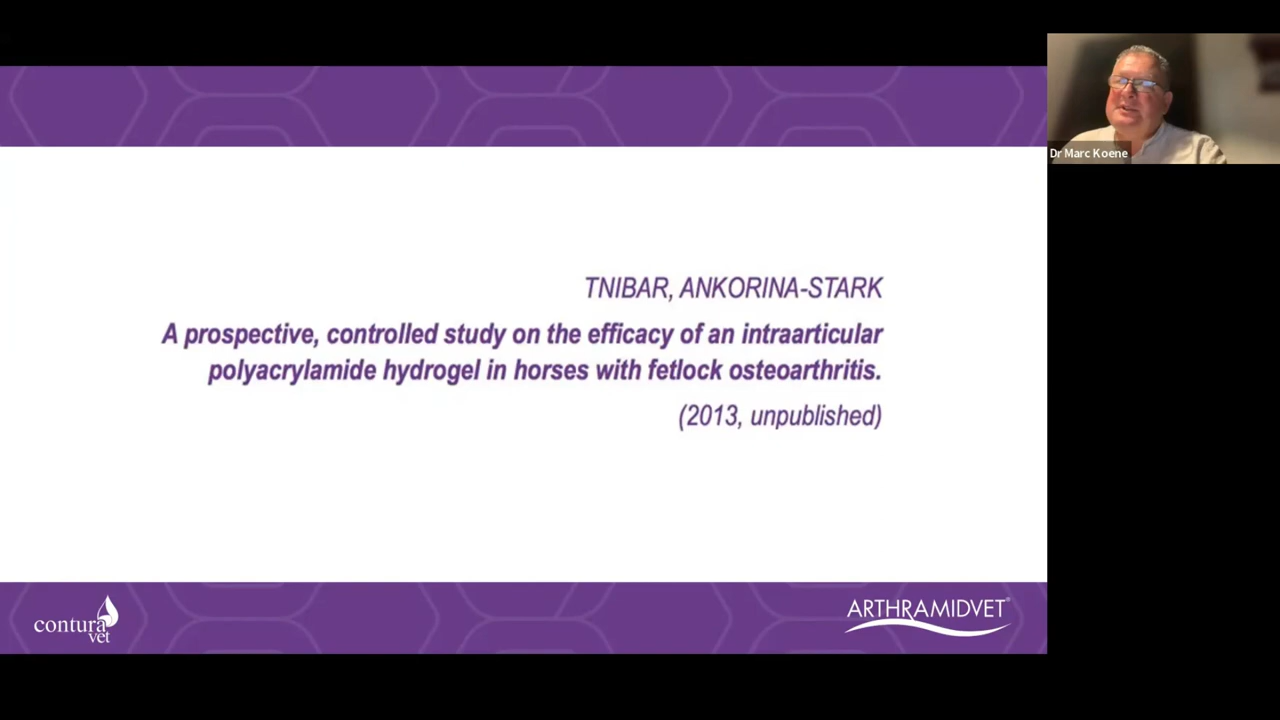 TNIBAR, ANKORINA-STARK
A prospective, controlled study on the efficacy of an intraarticular
polyacrylamide hydrogel in horses with fetlock osteoarthritis.
(2013, unpublished)
contura
vet
ARTHRAMIDVET®
Dr Marc Koene